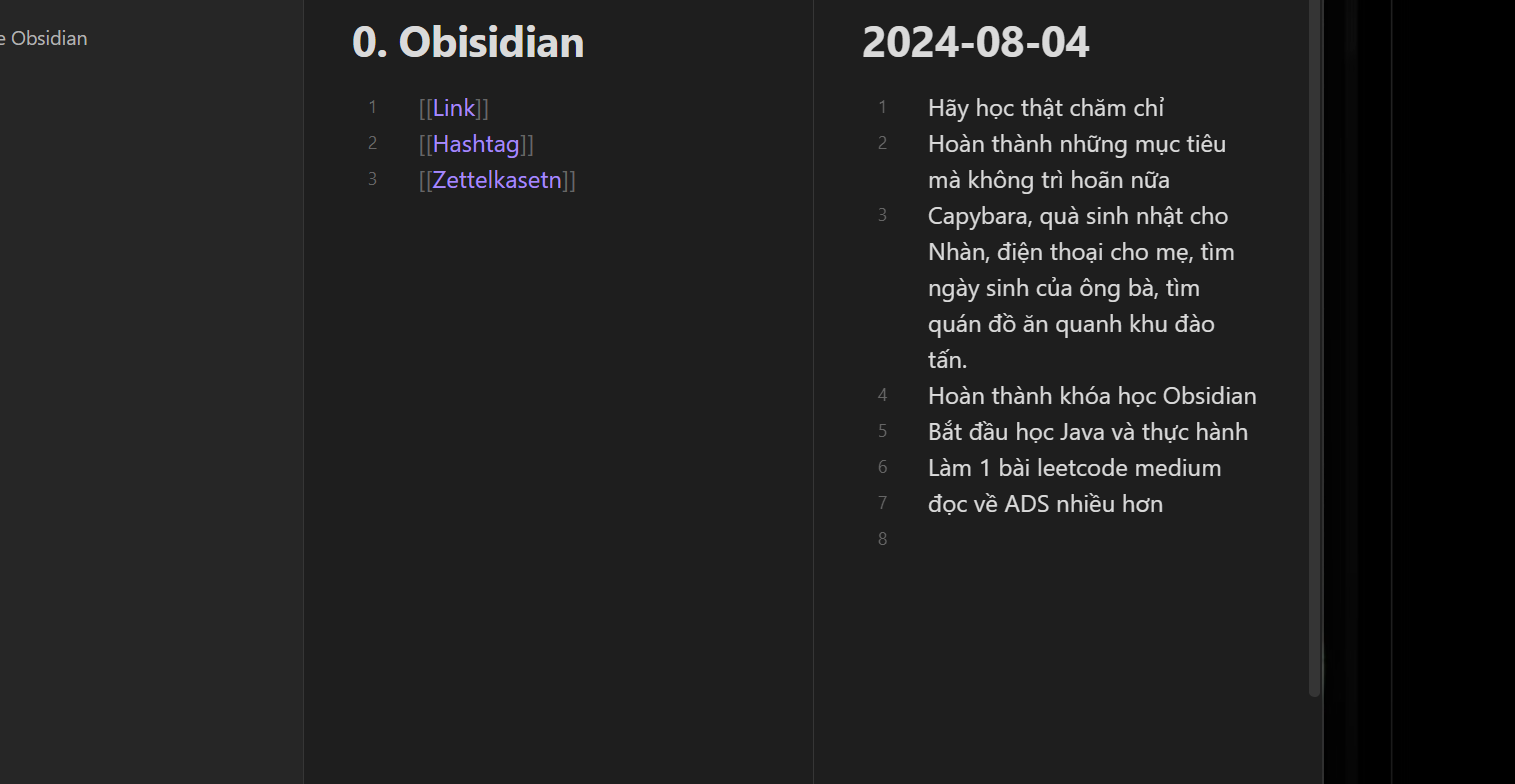 e Obsidian
0. Obisidian
1 [[Link]]
2 [[Hashtag]]
3 [[Zettelkasetn]]
2024-08-04
1 Hãy học thật chăm chỉ
2 Hoàn thành những mục tiêu
mà không trì hoãn nữa
3 Capybara, quà sinh nhật cho
Nhàn, điện thoại cho mẹ, tìm
ngày sinh của ông bà, tìm
quán đồ ăn quanh khu đào
tấn.
4 Hoàn thành khóa học Obsidian
5 Bắt đầu học Java và thực hành
6 Làm 1 bài leetcode medium
7 đọc về ADS nhiều hơn
8